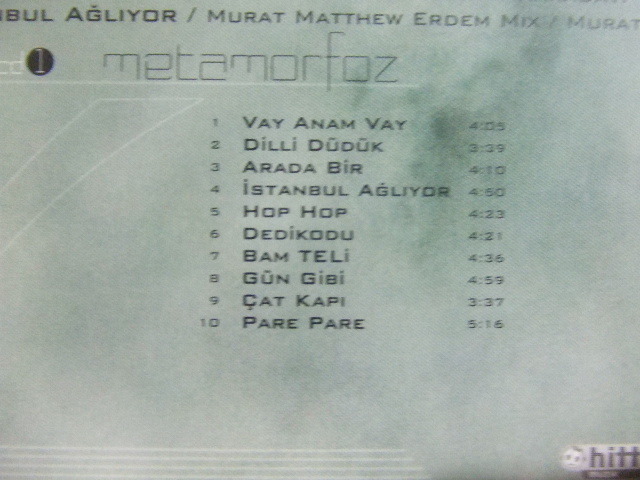 BUL AĞLIYOR / MURAT MATTHEW ERDEM MIX / MURAT
cd 1 metamorfoz
1 VAY ANAM VAY 4:05
2 DİLLİ DÜDÜK 3:39
3 ARADA BİR 4:10
4 İSTANBUL AĞLIYOR 4:50
5 HOP HOP 4:23
6 DEDİKODU 4:21
7 BAM TELİ 4:36
8 GÜN GİBİ 4:59
9 ÇAT KAPI 3:37
10 PARE PARE 5:16
hitt